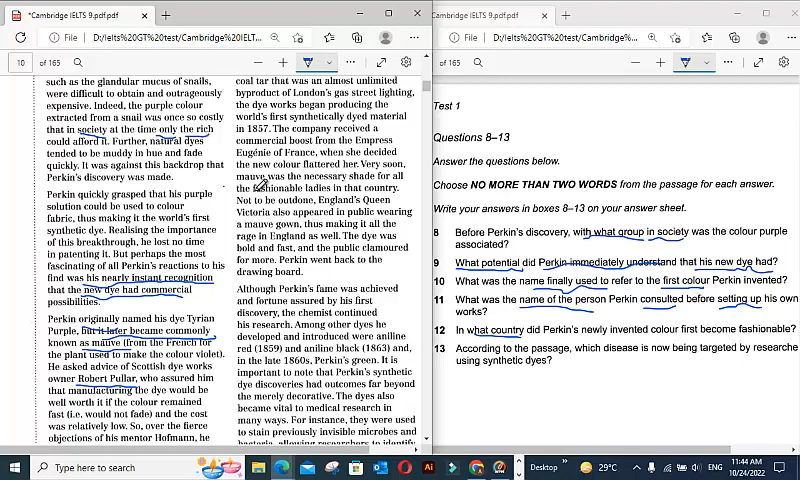 *Cambridge IELTS 9.pdf.pdf
Cambridge IELTS 9.pdf.pdf
File
D:/Ielts%20GT%20test/Cambridge%20IELTS...
File
D:/Ielts%20GT%20test/Cambridge%20IEL...
10
of 165
of 165
such as the glandular mucus of snails,
were difficult to obtain and outrageously
expensive. Indeed, the purple colour
extracted from a snail was once so costly
that in society at the time only the rich
could afford it. Further, natural dyes
tended to be muddy in hue and fade
quickly. It was against this backdrop that
Perkin's discovery was made.
Perkin quickly grasped that his purple
solution could be used to colour
fabric, thus making it the world's first
synthetic dye. Realising the importance
of this breakthrough, he lost no time
in patenting it. But perhaps the most
fascinating of all Perkin's reactions to his
find was his nearly instant recognition
that the new dye had commercial
possibilities.
Perkin originally named his dye Tyrian
Purple, but it later became commonly
known as mauve (from the French for
the plant used to make the colour violet).
He asked advice of Scottish dye works
owner Robert Pullar, who assured him
that manufacturing the dye would be
well worth it if the colour remained
fast (i.e. would not fade) and the cost
was relatively low. So, over the fierce
objections of his mentor Hofmann, he
coal tar that was an almost unlimited
byproduct of London's gas street lighting,
the dye works began producing the
world's first synthetically dyed material
in 1857. The company received a
commercial boost from the Empress
Eugénie of France, when she decided
the new colour flattered her. Very soon,
mauve was the necessary shade for all
the fashionable ladies in that country.
Not to be outdone, England's Queen
Victoria also appeared in public wearing
a mauve gown, thus making it all the
rage in England as well. The dye was
bold and fast, and the public clamoured
for more. Perkin went back to the
drawing board.
Although Perkin's fame was achieved
and fortune assured by his first
discovery, the chemist continued
his research. Among other dyes he
developed and introduced were aniline
red (1859) and aniline black (1863) and,
in the late 1860s, Perkin's green. It is
important to note that Perkin's synthetic
dye discoveries had outcomes far beyond
the merely decorative. The dyes also
became vital to medical research in
many ways. For instance, they were used
to stain previously invisible microbes and
bacteria, allowing researchers to identify
Test 1
Questions 8–13
Answer the questions below.
Choose NO MORE THAN TWO WORDS from the passage for each answer.
Write your answers in boxes 8–13 on your answer sheet.
8 Before Perkin's discovery, with what group in society was the colour purple
associated?
9 What potential did Perkin immediately understand that his new dye had?
10 What was the name finally used to refer to the first colour Perkin invented?
11 What was the name of the person Perkin consulted before setting up his own
works?
12 In what country did Perkin's newly invented colour first become fashionable?
13 According to the passage, which disease is now being targeted by researche
using synthetic dyes?
Type here to search
Desktop
29°C
ENG
11:44 AM
10/24/2022